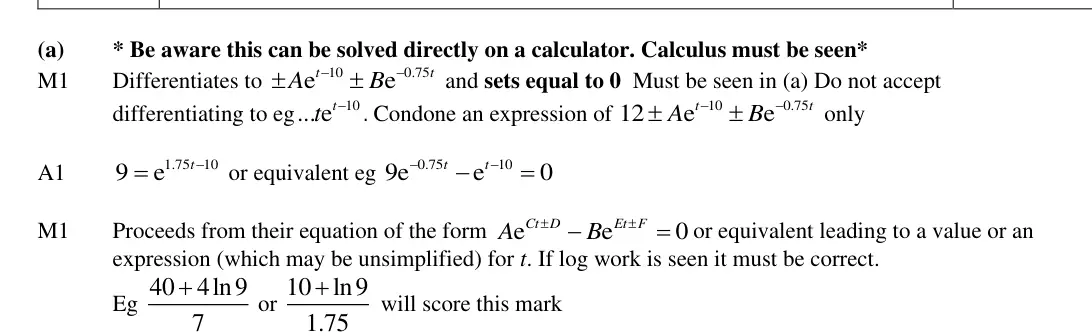 (a) * Be aware this can be solved directly on a calculator. Calculus must be seen*
M1 Differentiates to ±Ae^{t−10} ± Be^{−0.75t} and sets equal to 0 Must be seen in (a) Do not accept
differentiating to eg ...te^{t−10}. Condone an expression of 12 ± Ae^{t−10} ± Be^{−0.75t} only
A1 9 = e^{1.75t−10} or equivalent eg 9e^{−0.75t} − e^{t−10} = 0
M1 Proceeds from their equation of the form Ae^{Ct±D} − Be^{Et±F} = 0 or equivalent leading to a value or an
expression (which may be unsimplified) for t. If log work is seen it must be correct.
Eg \frac{40+4ln9}{7} or \frac{10+ln9}{1.75} will score this mark